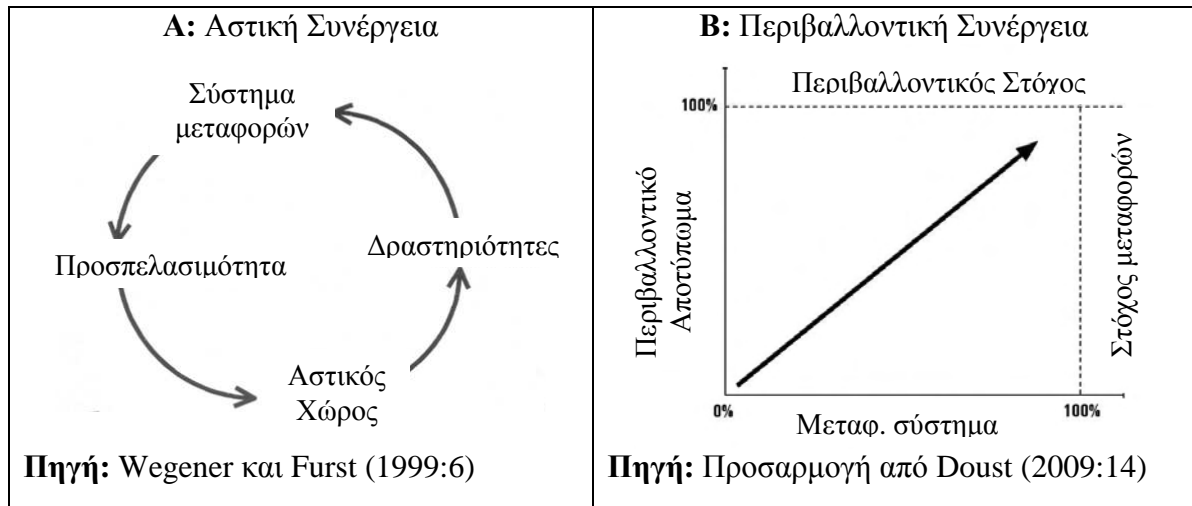 Α: Αστική Συνέργεια
Σύστημα
μεταφορών
Προσπελασιμότητα
Δραστηριότητες
Αστικός
Χώρος
Πηγή: Wegener και Furst (1999:6)
Β: Περιβαλλοντική Συνέργεια
Περιβαλλοντικός Στόχος
100%
Περιβαλλοντικό
Αποτύπωμα
Στόχος μεταφορών
0%
100%
Μεταφ. σύστημα
Πηγή: Προσαρμογή από Doust (2009:14)